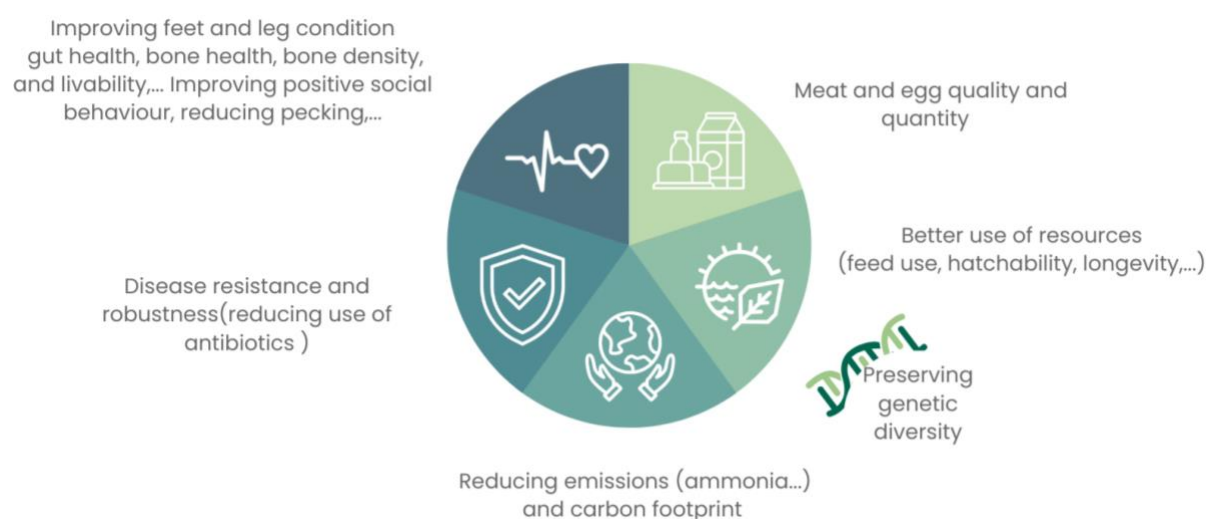 Improving feet and leg condition
gut health, bone health, bone density,
and livability,... Improving positive social
behaviour, reducing pecking,...
Meat and egg quality and
quantity
Better use of resources
(feed use, hatchability, longevity,...)
Disease resistance and
robustness(reducing use of
antibiotics )
Preserving
genetic
diversity
Reducing emissions (ammonia...)
and carbon footprint